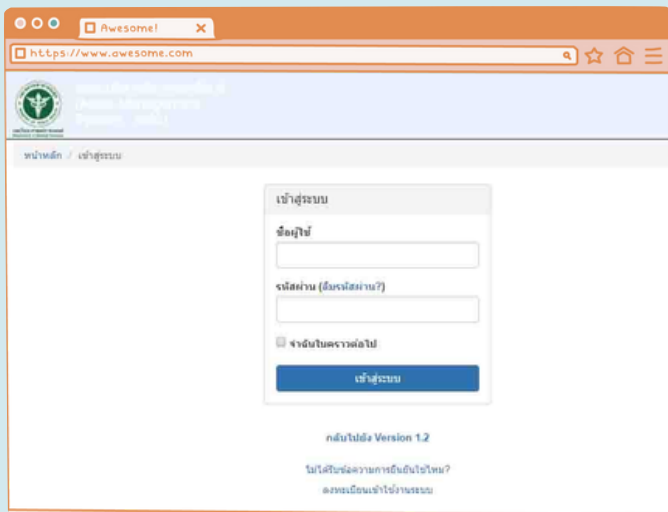 Awesome!
https://www.awesome.com
หน้าหลัก / เข้าสู่ระบบ
เข้าสู่ระบบ
ชื่อผู้ใช้
รหัสผ่าน (ลืมรหัสผ่าน?)
จำฉันในคราวต่อไป
เข้าสู่ระบบ
กลับไปยัง Version 1.2
ไม่ได้รับข้อความการยืนยันใช่ไหม?
ลงทะเบียนเข้าใช้งานระบบ